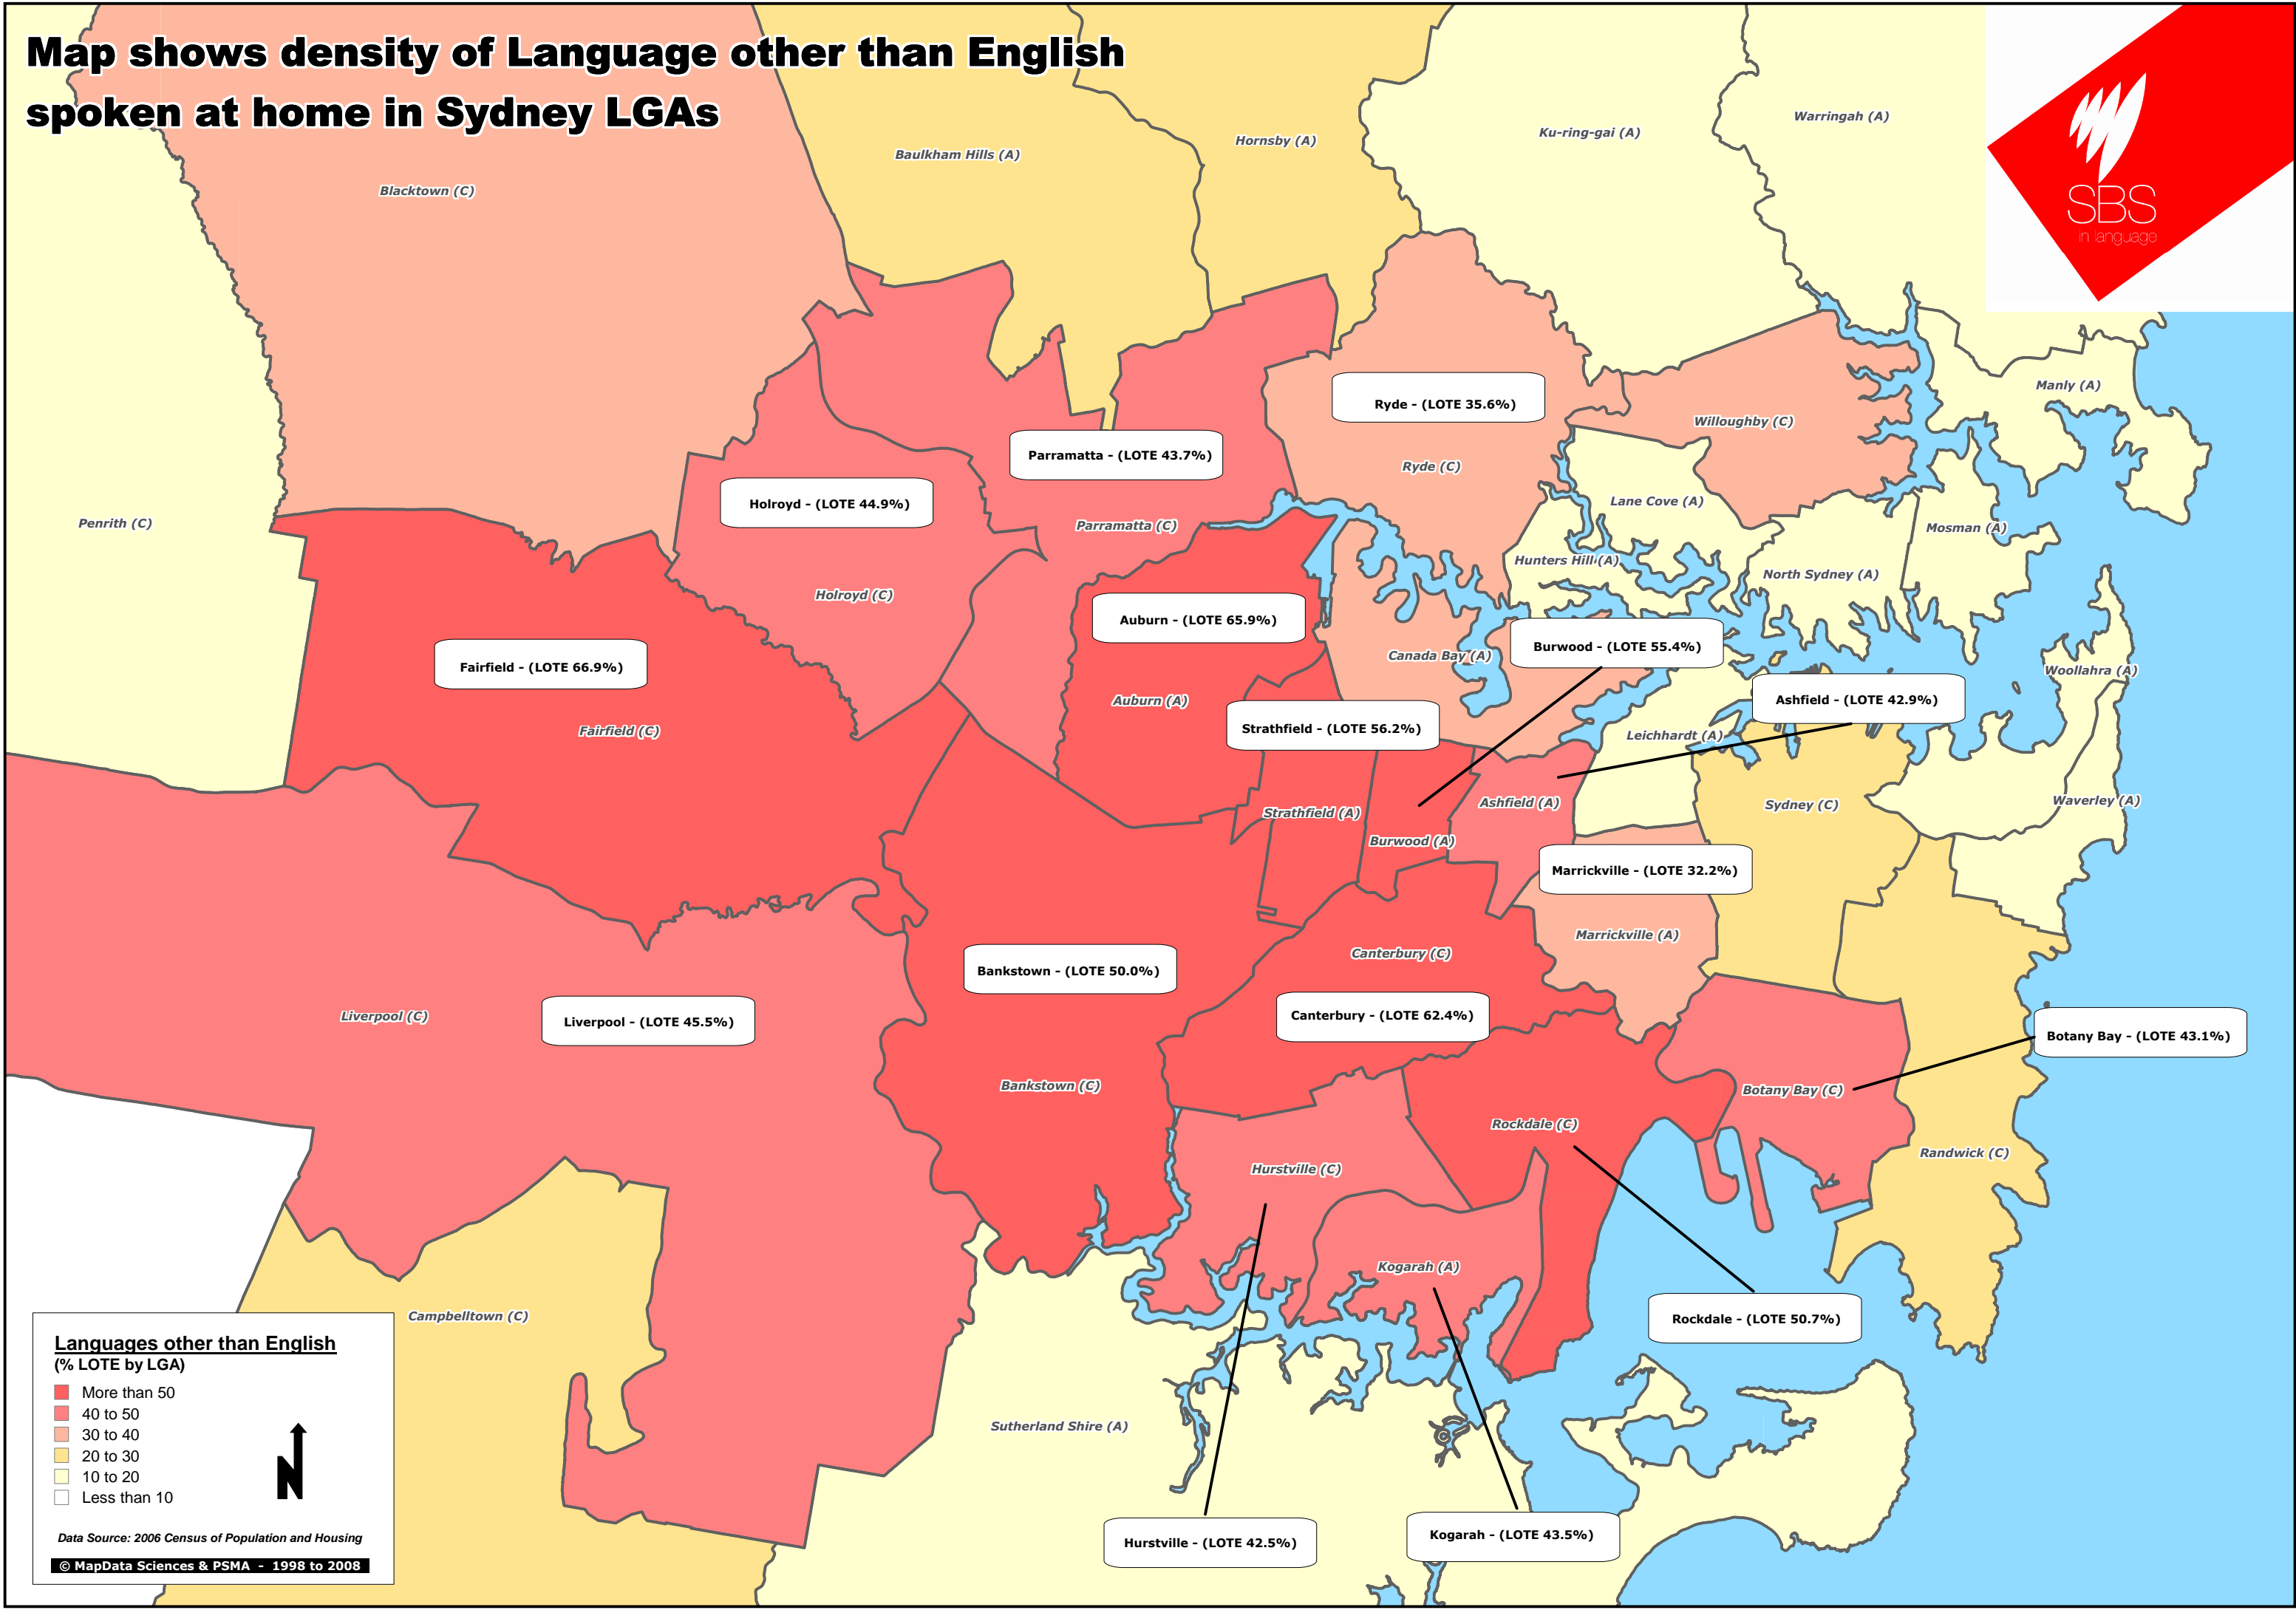 Map shows density of Language other than English
spoken at home in Sydney LGAs
SBS
in language
Warringah (A)
Ku-ring-gai (A)
Hornsby (A)
Baulkham Hills (A)
Blacktown (C)
Manly (A)
Ryde - (LOTE 35.6%)
Willoughby (C)
Parramatta - (LOTE 43.7%)
Ryde (C)
Holroyd - (LOTE 44.9%)
Lane Cove (A)
Penrith (C)
Parramatta (C)
Mosman (A)
Hunters Hill (A)
North Sydney (A)
Holroyd (C)
Auburn - (LOTE 65.9%)
Burwood - (LOTE 55.4%)
Canada Bay (A)
Fairfield - (LOTE 66.9%)
Woollahra (A)
Auburn (A)
Ashfield - (LOTE 42.9%)
Strathfield - (LOTE 56.2%)
Fairfield (C)
Leichhardt (A)
Waverley (A)
Ashfield (A)
Sydney (C)
Strathfield (A)
Burwood (A)
Marrickville - (LOTE 32.2%)
Marrickville (A)
Canterbury (C)
Bankstown - (LOTE 50.0%)
Liverpool (C)
Liverpool - (LOTE 45.5%)
Canterbury - (LOTE 62.4%)
Botany Bay - (LOTE 43.1%)
Bankstown (C)
Botany Bay (C)
Rockdale (C)
Randwick (C)
Hurstville (C)
Kogarah (A)
Campbelltown (C)
Rockdale - (LOTE 50.7%)
Sutherland Shire (A)
Kogarah - (LOTE 43.5%)
Hurstville - (LOTE 42.5%)
Languages other than English
(% LOTE by LGA)
More than 50
40 to 50
30 to 40
20 to 30
10 to 20
Less than 10
N
Data Source: 2006 Census of Population and Housing
© MapData Sciences & PSMA - 1998 to 2008